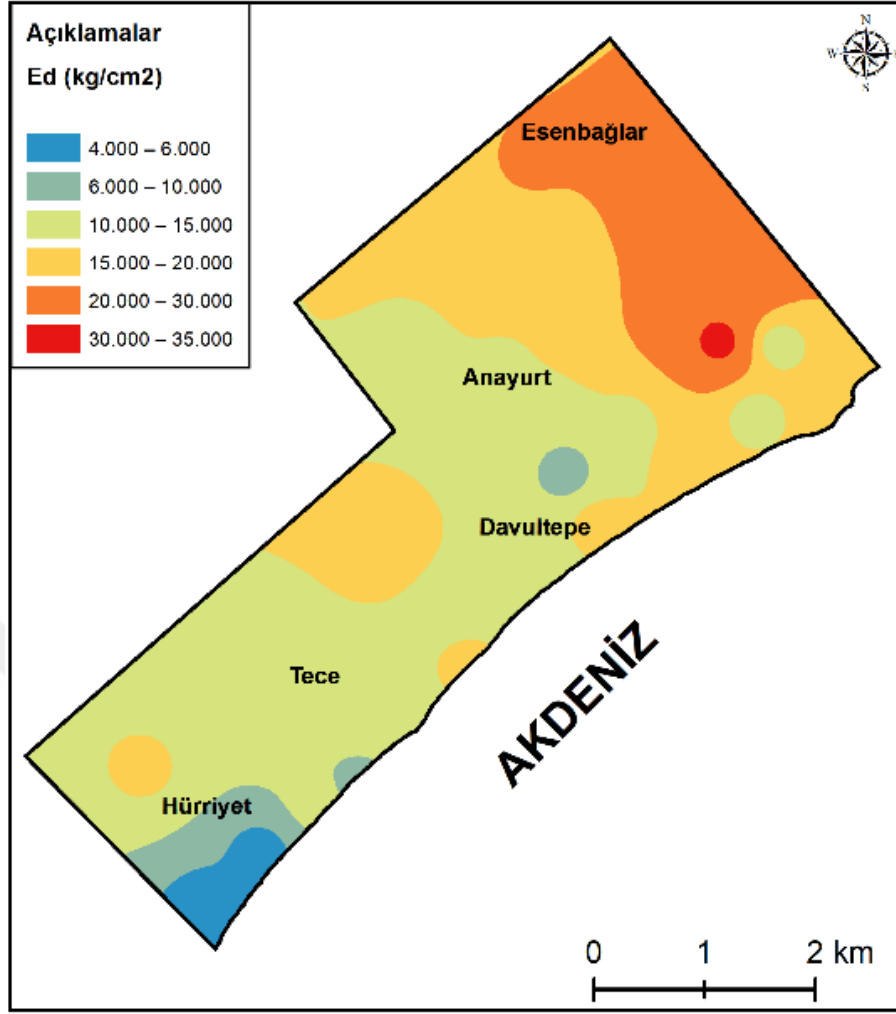 Açıklamalar
Ed (kg/cm2)
4.000 – 6.000
6.000 – 10.000
10.000 – 15.000
15.000 – 20.000
20.000 – 30.000
30.000 – 35.000
N
W
S
Esenbağlar
Anayurt
Davultepe
Tece
Hürriyet
AKDENİZ
0 1 2 km